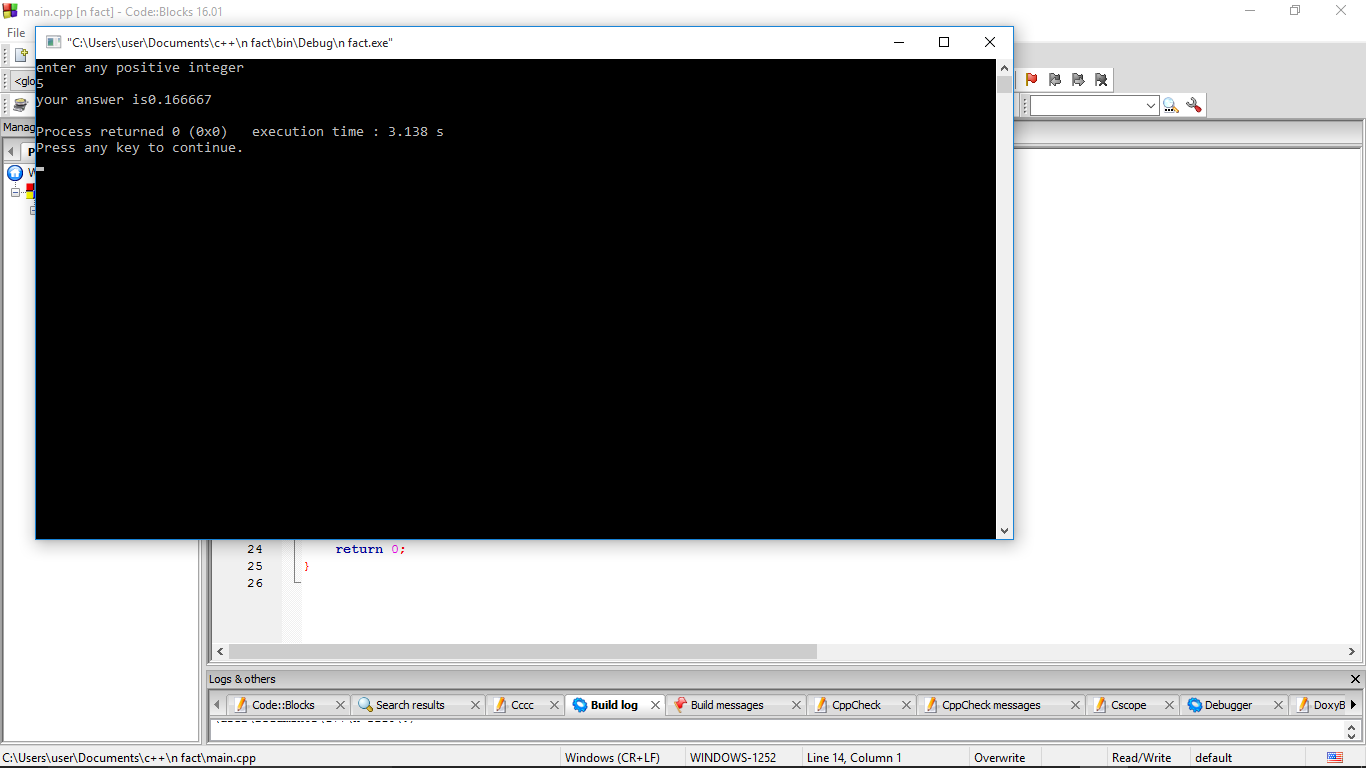 main.cpp [n fact] - Code::Blocks 16.01
File
"C:\Users\user\Documents\c++\n fact\bin\Debug\n fact.exe"
enter any positive integer
5
your answer is0.166667
Process returned 0 (0x0)   execution time : 3.138 s
Press any key to continue.
<glo
Manag
P
W
24 return 0;
25 }
26
Logs & others
Code::Blocks Search results Cccc Build log Build messages CppCheck CppCheck messages Cscope Debugger DoxyB
C:\Users\user\Documents\c++\n fact\main.cpp Windows (CR+LF) WINDOWS-1252 Line 14, Column 1 Overwrite Read/Write default